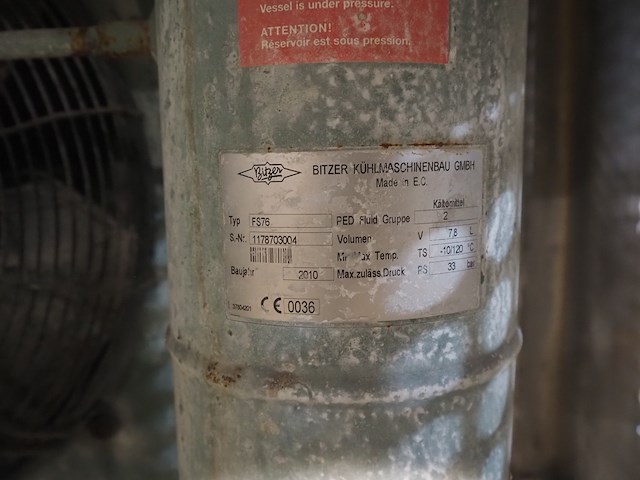 Vessel is under pressure.
ATTENTION!
Réservoir est sous pression.
Bitzer
BITZER KÜHLMASCHINENBAU GMBH
Made in E.C.
Kältemittel
Typ FS76 PED Fluid Gruppe 2
S.-Nr. 1178703004 Volumen V 7,8 L
Max. Temp. TS -10/120 °C
Baujahr 2010 Max.zuläss.Druck PS 33 bar
CE 0036